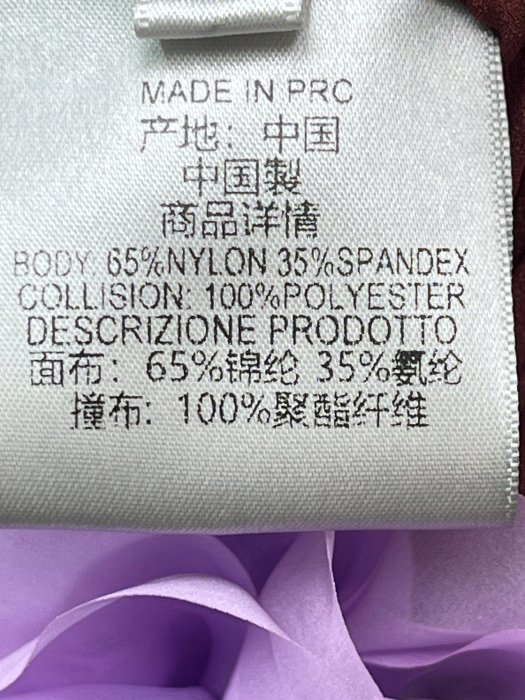 MADE IN PRC
产地：中国
中国製
商品详情
BODY: 65%NYLON 35%SPANDEX
COLLISION: 100%POLYESTER
DESCRIZIONE PRODOTTO
面布：65%锦纶 35%氨纶
撞布：100%聚酯纤维